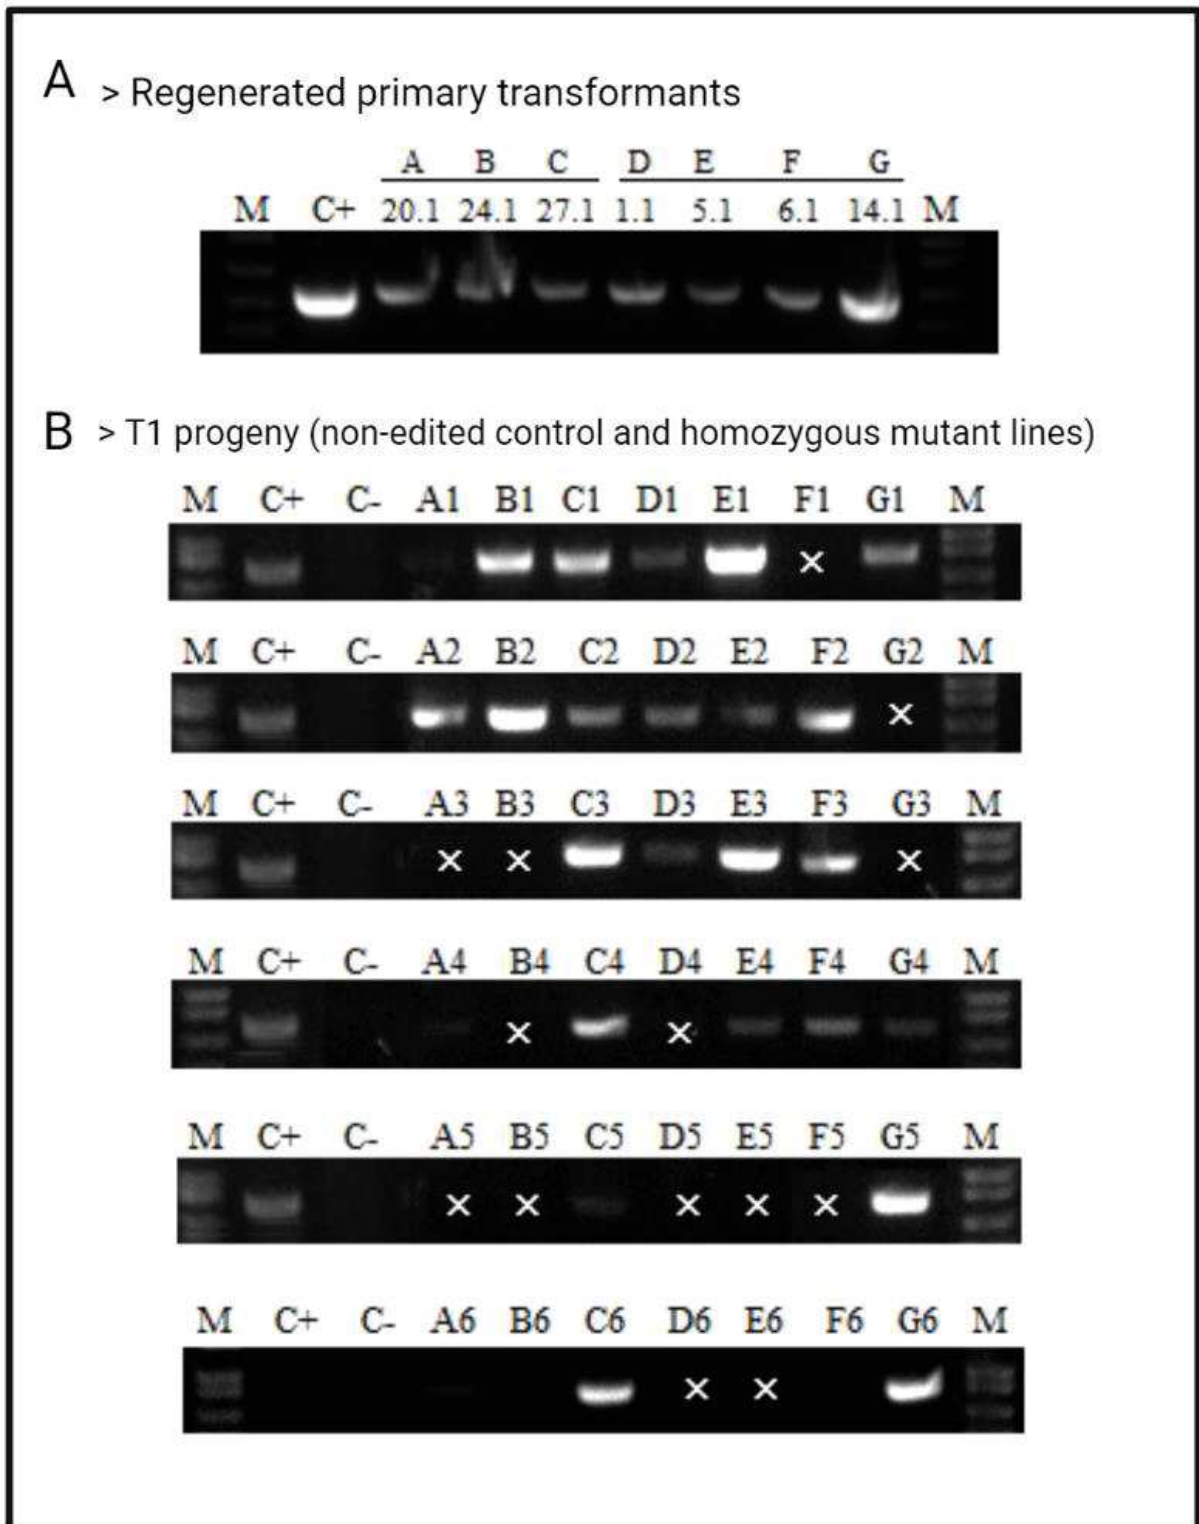 A > Regenerated primary transformants
A B C D E F G
M C+ 20.1 24.1 27.1 1.1 5.1 6.1 14.1 M
B > T1 progeny (non-edited control and homozygous mutant lines)
M C+ C- A1 B1 C1 D1 E1 F1 G1 M
×
M C+ C- A2 B2 C2 D2 E2 F2 G2 M
×
M C+ C- A3 B3 C3 D3 E3 F3 G3 M
× × ×
M C+ C- A4 B4 C4 D4 E4 F4 G4 M
× ×
M C+ C- A5 B5 C5 D5 E5 F5 G5 M
× × × × ×
M C+ C- A6 B6 C6 D6 E6 F6 G6 M
× ×